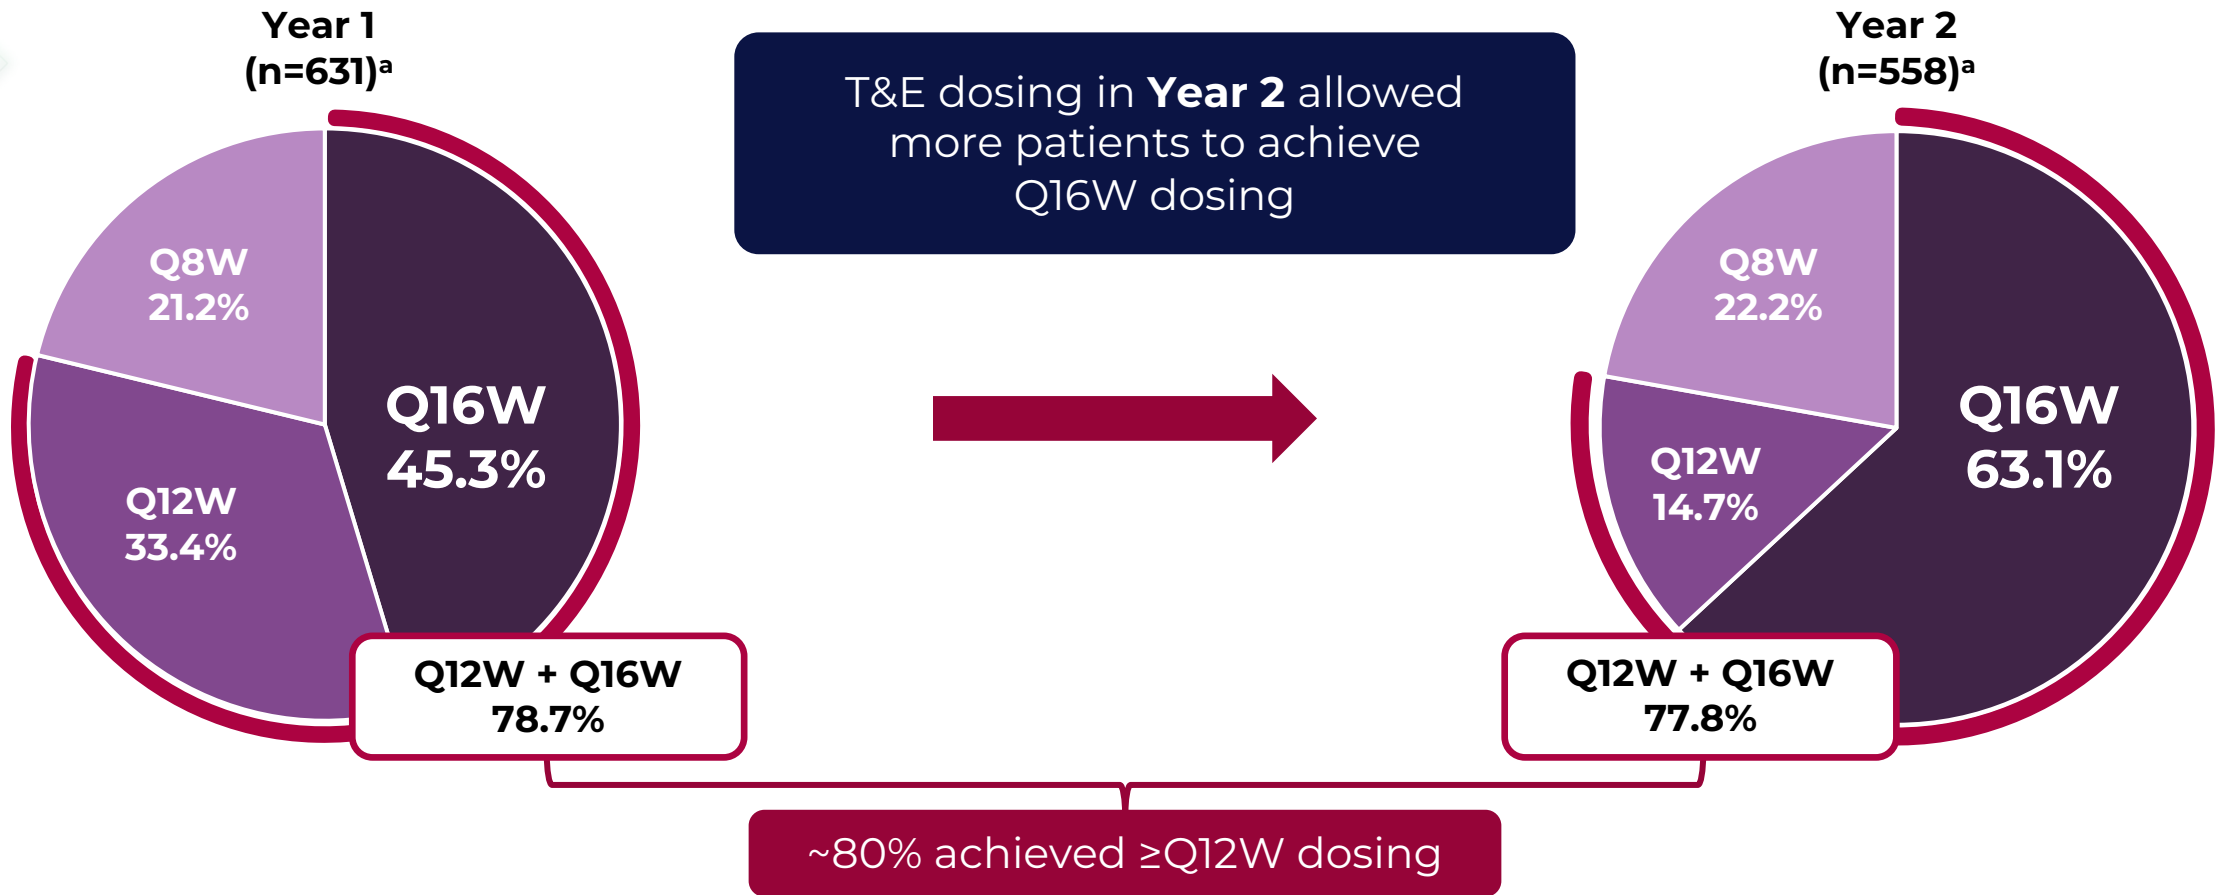 Year 1
(n=631)ᵃ
Q8W
21.2%
Q16W
45.3%
Q12W
33.4%
Q12W + Q16W
78.7%
T&E dosing in Year 2 allowed
more patients to achieve
Q16W dosing
Year 2
(n=558)ᵃ
Q8W
22.2%
Q16W
63.1%
Q12W
14.7%
Q12W + Q16W
77.8%
~80% achieved ≥Q12W dosing